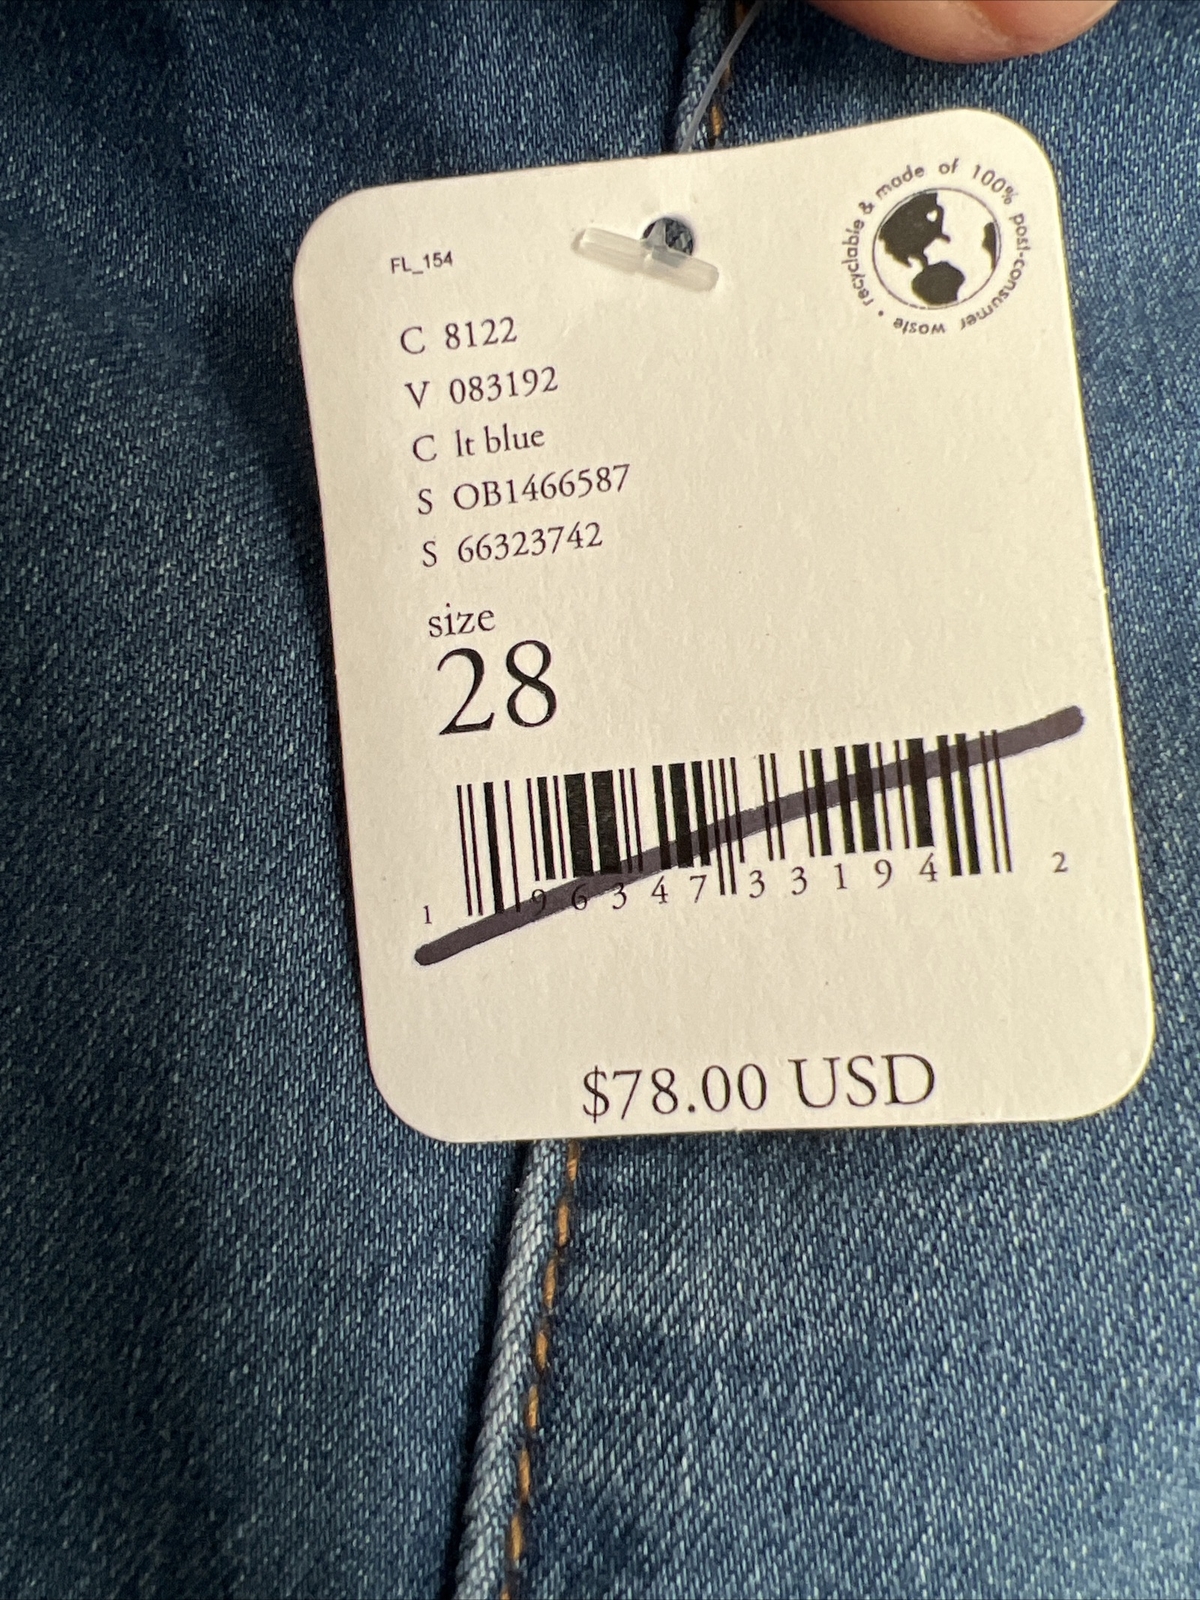 recyclable & made of 100% post-consumer waste •
FL_154
C 8122
V 083192
C lt blue
S OB1466587
S 66323742
size
28
1 96347 33194 2
$78.00 USD